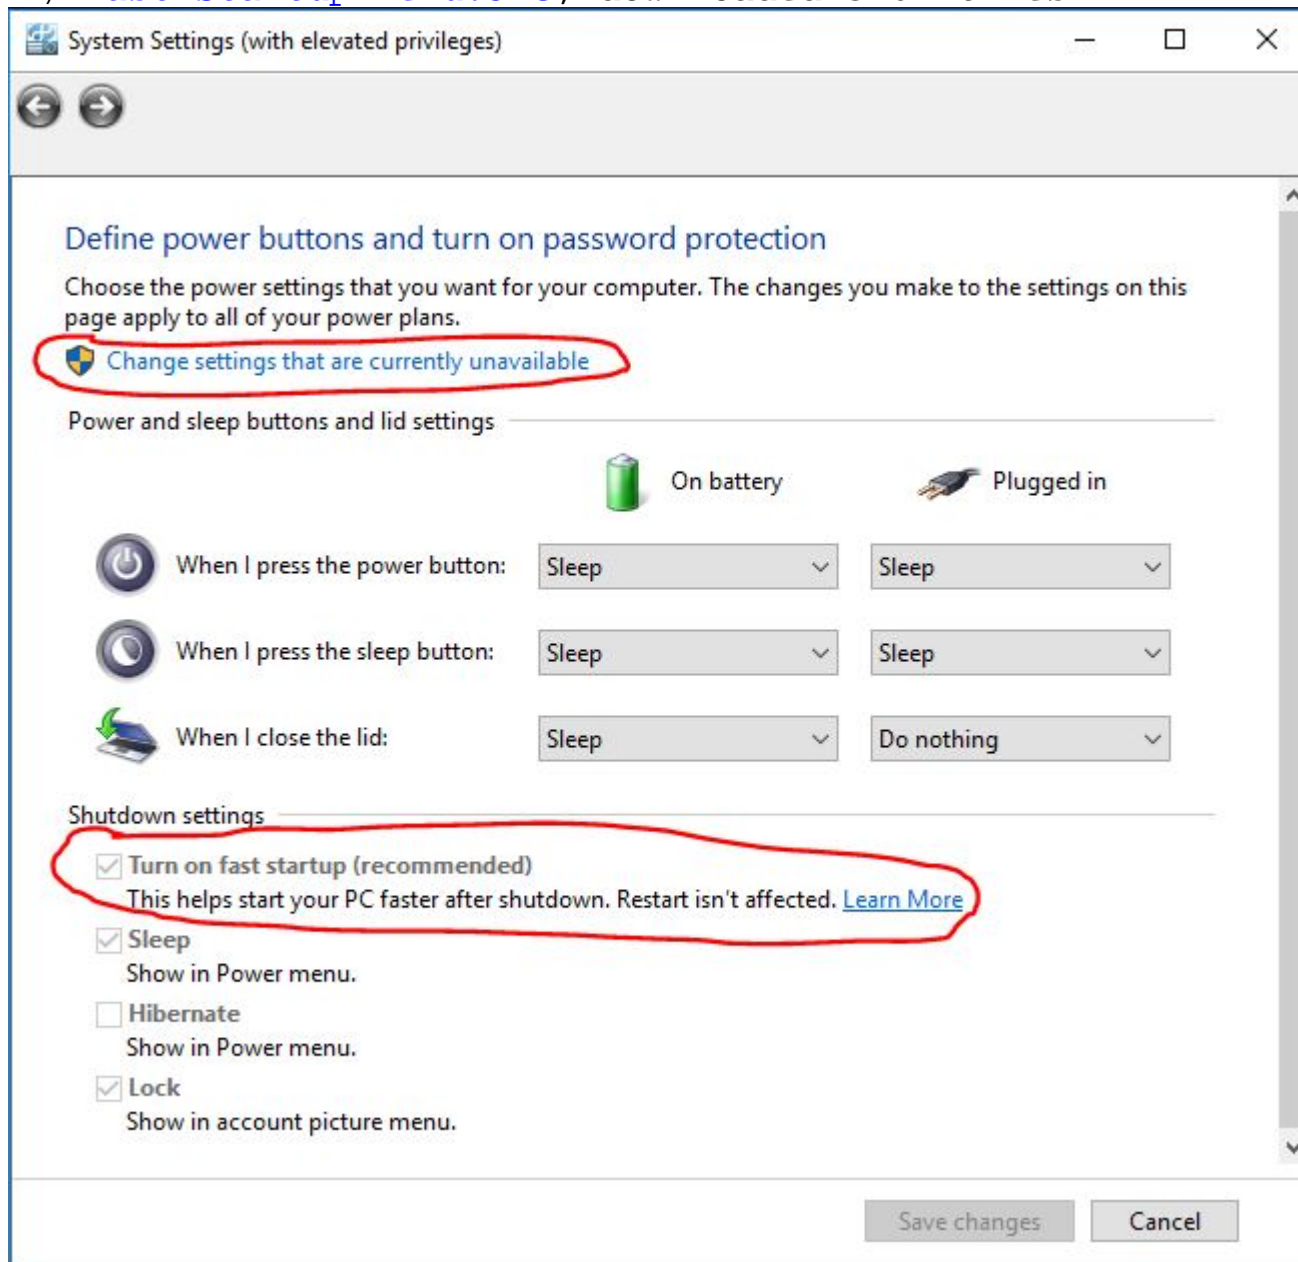 System Settings (with elevated privileges)
Define power buttons and turn on password protection
Choose the power settings that you want for your computer. The changes you make to the settings on this
page apply to all of your power plans.
Change settings that are currently unavailable
Power and sleep buttons and lid settings
On battery Plugged in
When I press the power button: Sleep Sleep
When I press the sleep button: Sleep Sleep
When I close the lid: Sleep Do nothing
Shutdown settings
Turn on fast startup (recommended)
This helps start your PC faster after shutdown. Restart isn't affected. Learn More
Sleep
Show in Power menu.
Hibernate
Show in Power menu.
Lock
Show in account picture menu.
Save changes Cancel